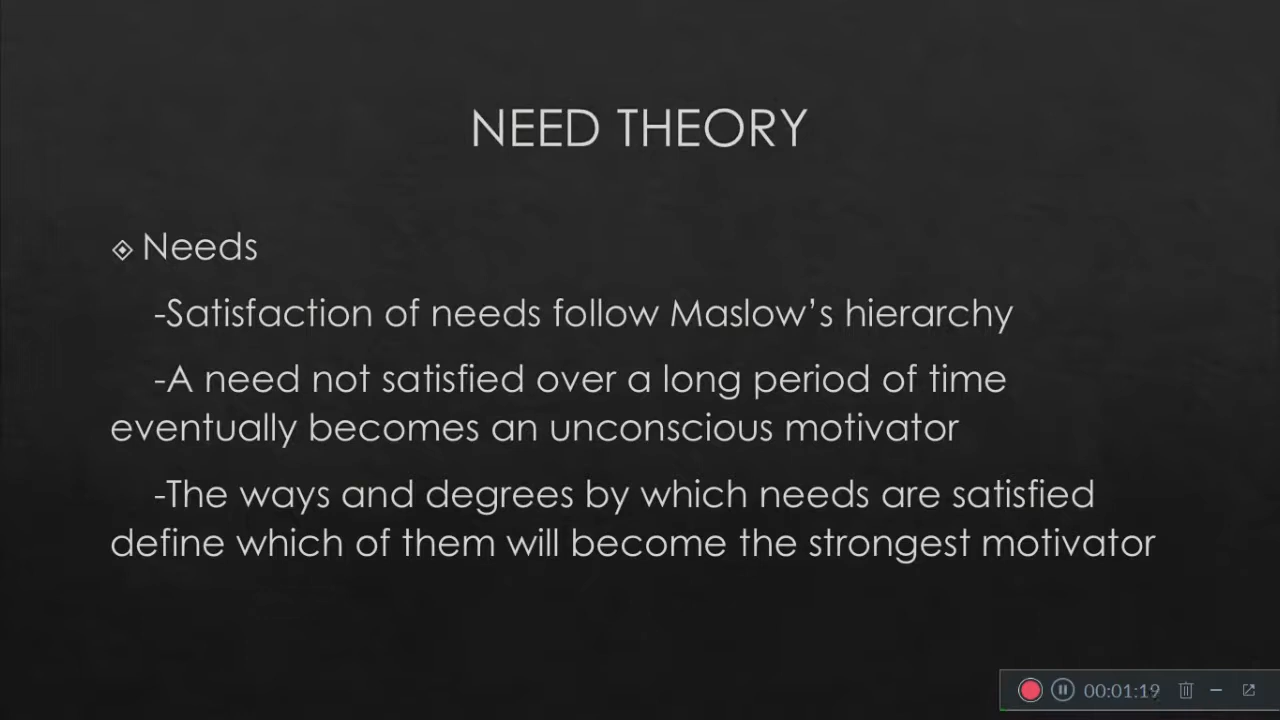 NEED THEORY
Needs
-Satisfaction of needs follow Maslow’s hierarchy
-A need not satisfied over a long period of time
eventually becomes an unconscious motivator
-The ways and degrees by which needs are satisfied
define which of them will become the strongest motivator
00:01:19